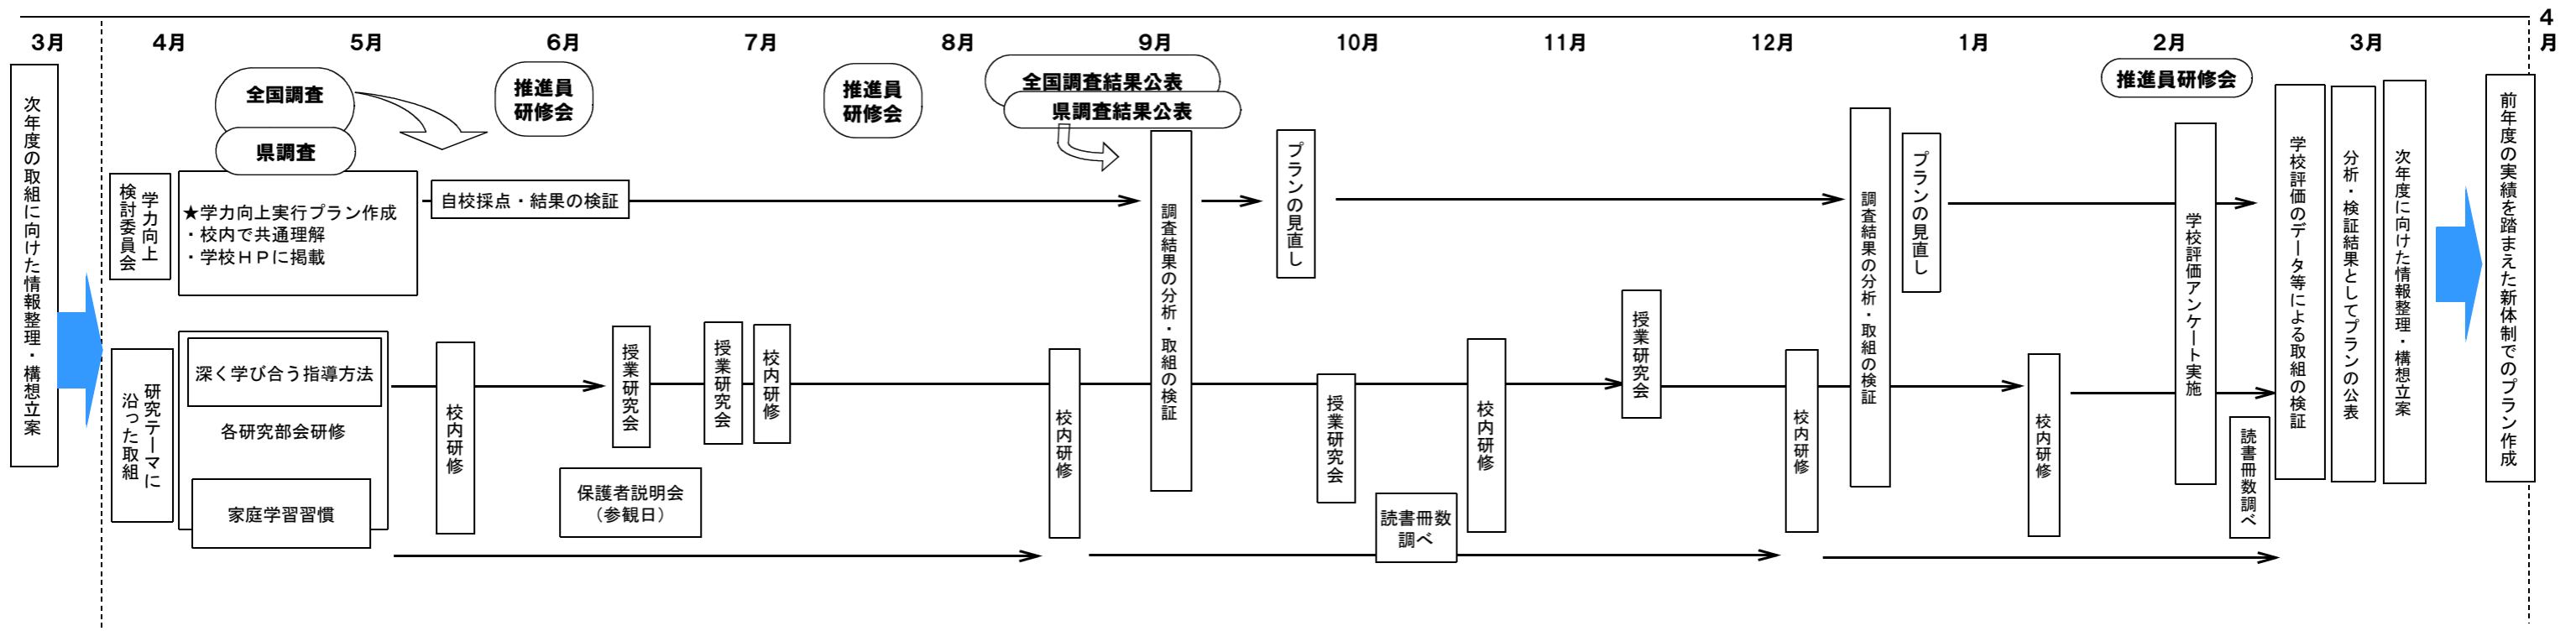 3月
4月
5月
6月
7月
8月
9月
10月
11月
12月
1月
2月
3月
4
月
次年度の取組に向けた情報整理・構想立案
全国調査
県調査
推進員
研修会
推進員
研修会
全国調査結果公表
県調査結果公表
推進員研修会
学力向上
検討委員会
★学力向上実行プラン作成
・校内で共通理解
・学校HPに掲載
自校採点・結果の検証
調査結果の分析・取組の検証
プランの見直し
調査結果の分析・取組の検証
プランの見直し
学校評価アンケート実施
学校評価のデータ等による取組の検証
分析・検証結果としてプランの公表
次年度に向けた情報整理・構想立案
前年度の実績を踏まえた新体制でのプラン作成
研究テーマに
沿った取組
深く学び合う指導方法
各研究部会研修
家庭学習習慣
校内研修
授業研究会
授業研究会
校内研修
保護者説明会
（参観日）
校内研修
授業研究会
読書冊数
調べ
校内研修
授業研究会
校内研修
校内研修
読書冊数調べ